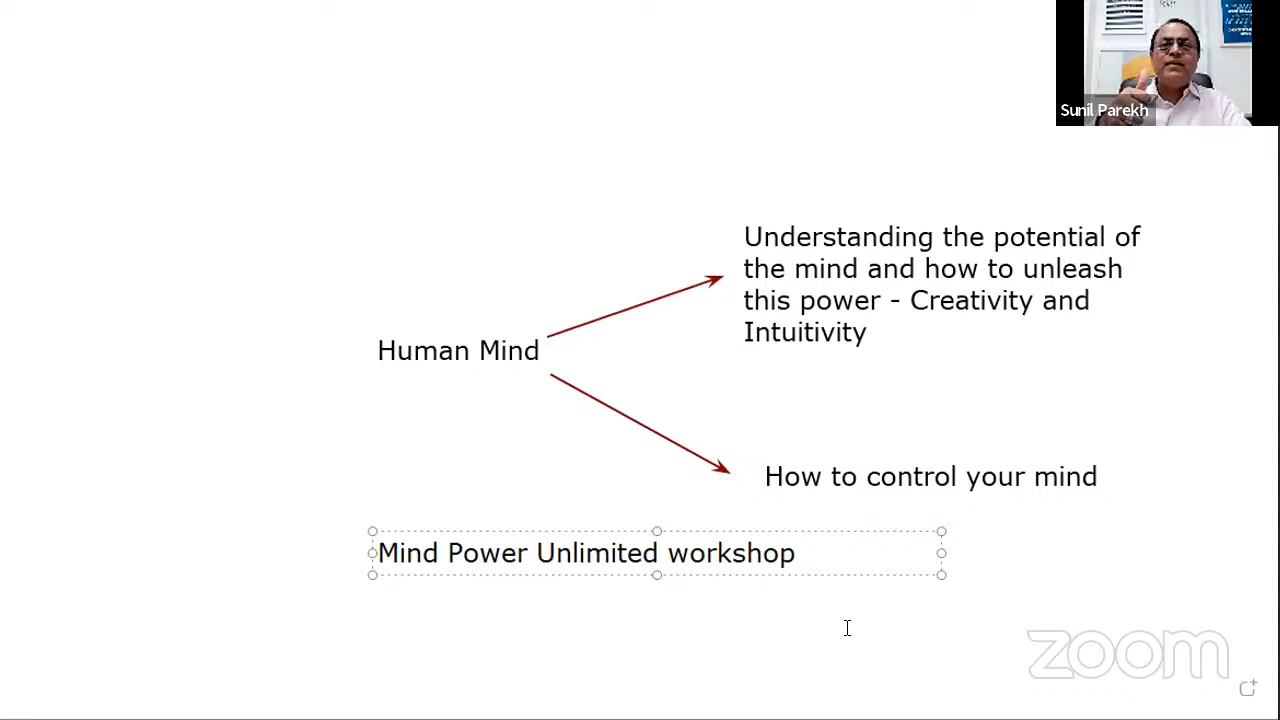 Sunil Parekh
Understanding the potential of
the mind and how to unleash
this power - Creativity and
Intuitivity
Human Mind
How to control your mind
Mind Power Unlimited workshop
zoom